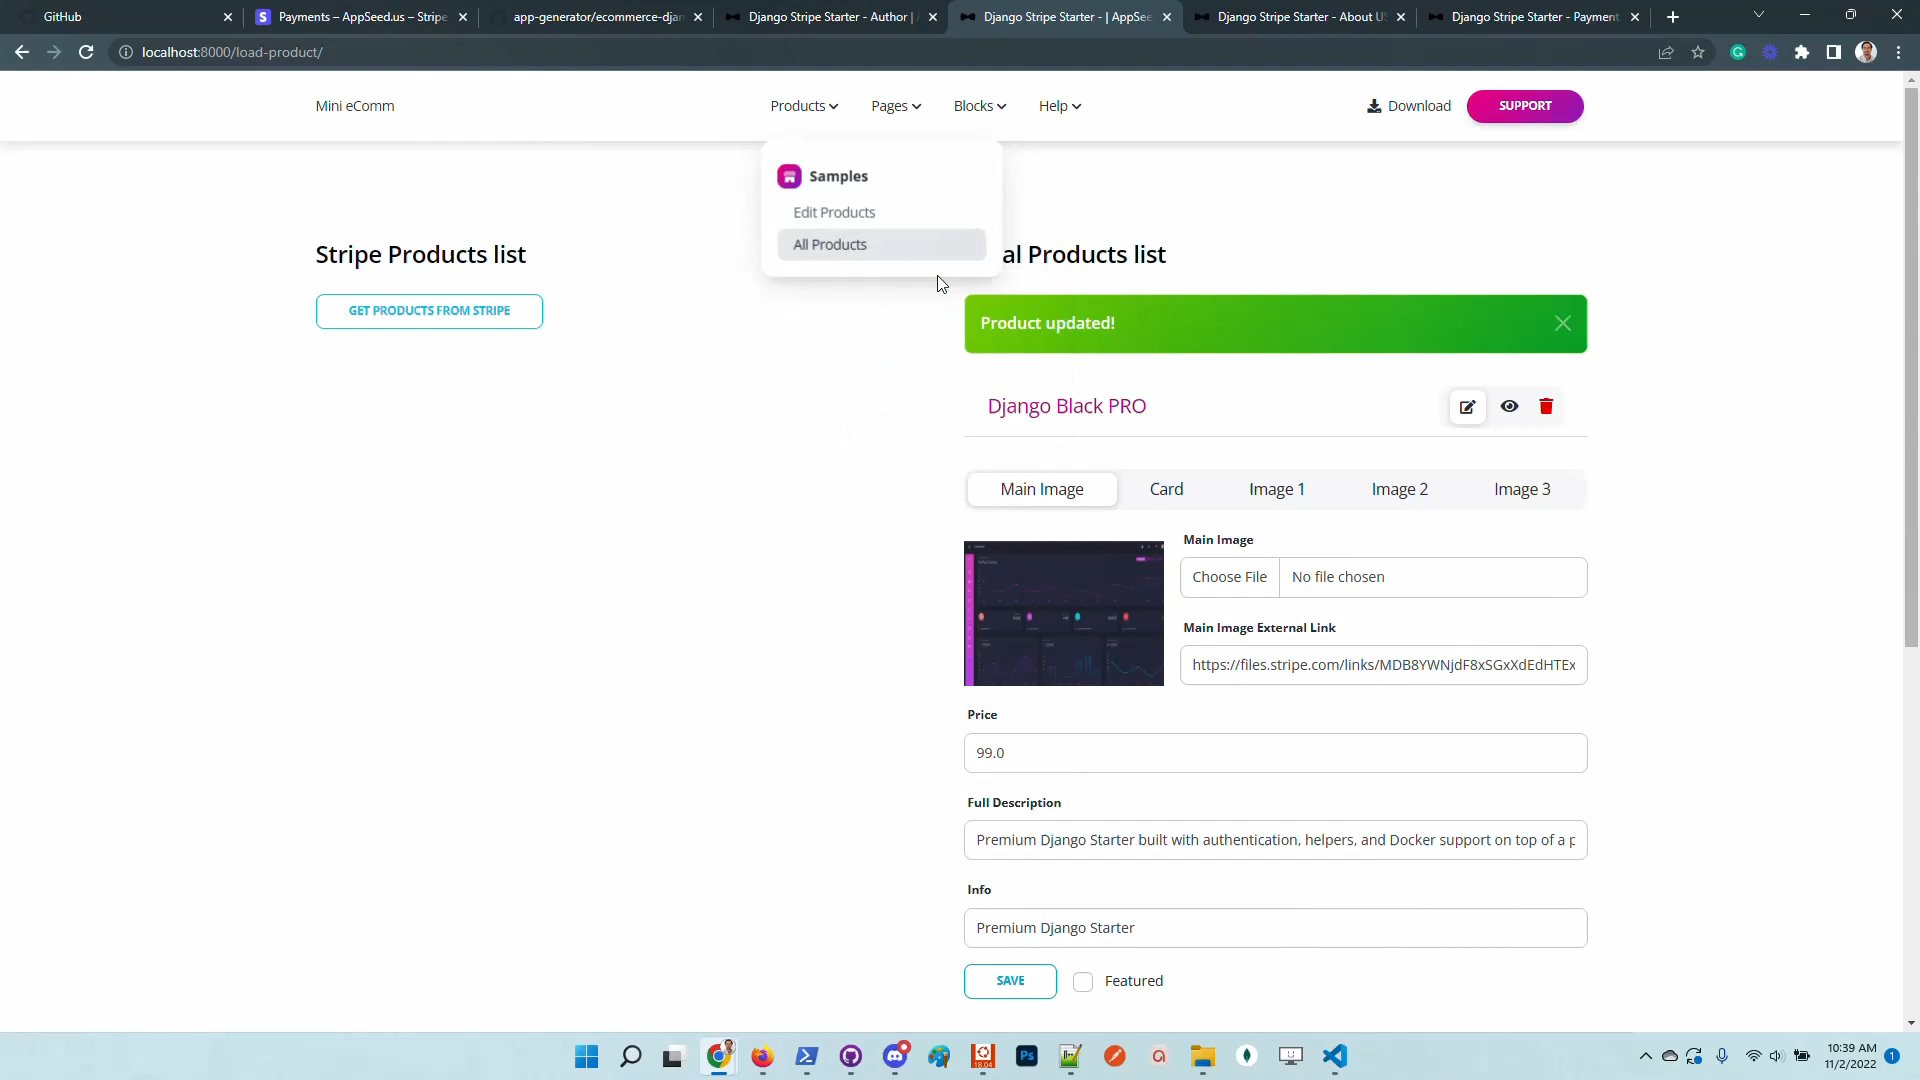 GitHub
Payments – AppSeed.us – Stripe
app-generator/ecommerce-djan
Django Stripe Starter - Author |
Django Stripe Starter - | AppSee
Django Stripe Starter - About U
Django Stripe Starter - Payment
localhost:8000/load-product/
Mini eComm
Products
Pages
Blocks
Help
Download
SUPPORT
Samples
Edit Products
All Products
Stripe Products list
al Products list
GET PRODUCTS FROM STRIPE
Product updated!
Django Black PRO
Main Image
Card
Image 1
Image 2
Image 3
Main Image
Choose File
No file chosen
Main Image External Link
https://files.stripe.com/links/MDB8YWNjdF8xSGxXdEdHTEx
Price
99.0
Full Description
Premium Django Starter built with authentication, helpers, and Docker support on top of a p
Info
Premium Django Starter
SAVE
Featured
Ps
18.04
10:39 AM
11/2/2022
1